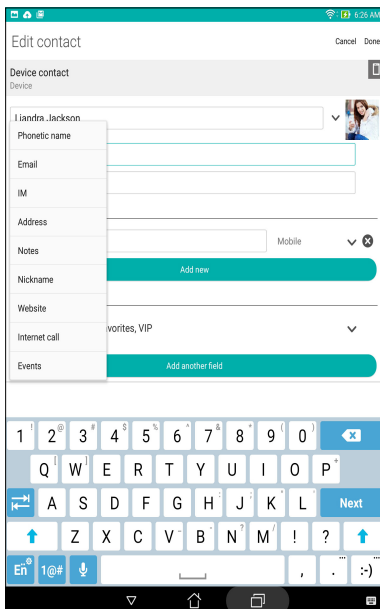 6:26 AM
Edit contact
Cancel Done
Device contact
Device
Liandra Jackson
Phonetic name
Email
IM
Address
Notes
Mobile
Nickname
Add new
Website
Internet call
vorites, VIP
Events
Add another field
1 ! 2 @ 3 # 4 $ 5 % 6 ^ 7 & 8 * 9 ( 0 )
Q [ W ] E R T Y U I O P +
A S D F G H : J ; K " L ' Next
Z X C V - B - N ? M / ! ?
En 1@# , . ... :-) ...